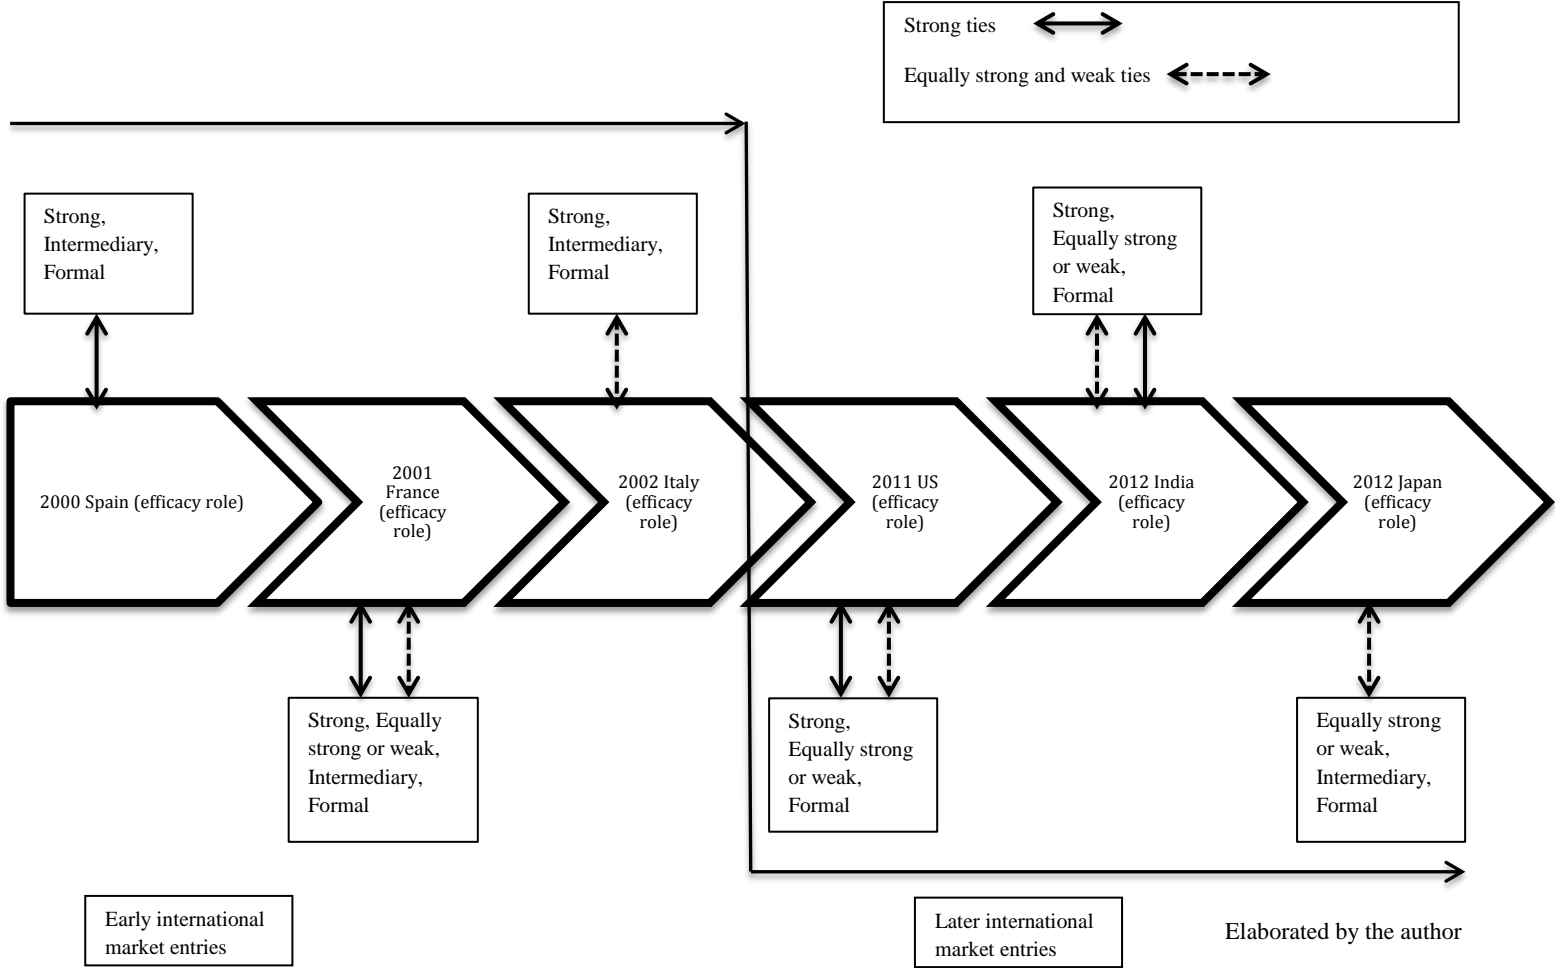 Strong ties
Equally strong and weak ties
Strong,
Intermediary,
Formal
Strong,
Intermediary,
Formal
Strong,
Equally strong
or weak,
Formal
2000 Spain (efficacy role)
2001
France
(efficacy
role)
2002 Italy
(efficacy
role)
2011 US
(efficacy
role)
2012 India
(efficacy
role)
2012 Japan
(efficacy
role)
Strong, Equally
strong or weak,
Intermediary,
Formal
Strong,
Equally strong
or weak,
Formal
Equally strong
or weak,
Intermediary,
Formal
Early international
market entries
Later international
market entries
Elaborated by the author